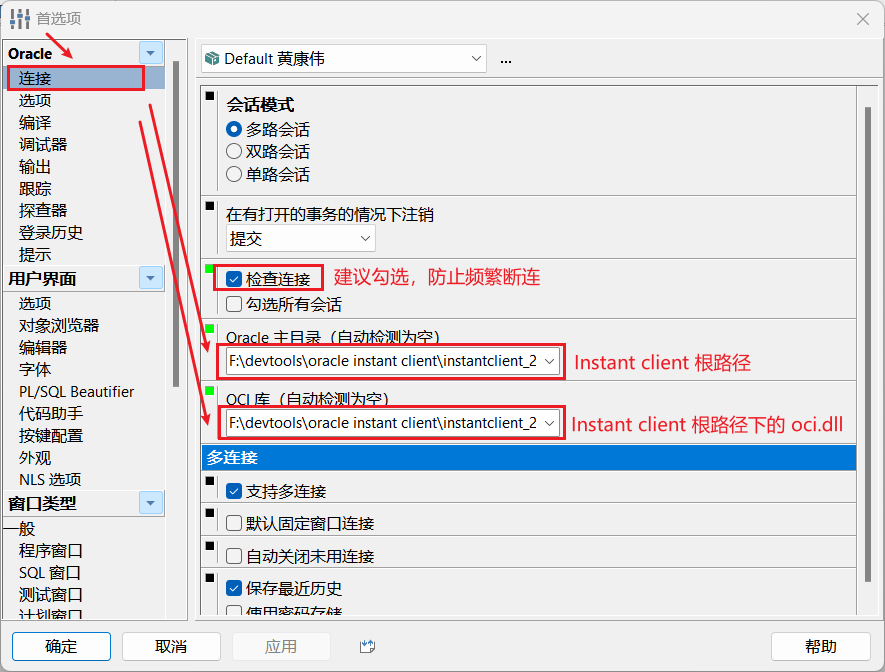 首选项
Oracle
连接
选项
编译
调试器
输出
跟踪
探查器
登录历史
提示
用户界面
选项
对象浏览器
编辑器
字体
PL/SQL Beautifier
代码助手
按键配置
外观
NLS 选项
窗口类型
一般
程序窗口
SQL 窗口
测试窗口
计划窗口
Default 黄康伟
...
会话模式
多路会话
双路会话
单路会话
在有打开的事务的情况下注销
提交
检查连接 建议勾选，防止频繁断连
勾选所有会话
Oracle 主目录（自动检测为空）
F:\devtools\oracle instant client\instantclient_2 Instant client 根路径
OCI 库（自动检测为空）
F:\devtools\oracle instant client\instantclient_2 Instant client 根路径下的 oci.dll
多连接
支持多连接
默认固定窗口连接
自动关闭未用连接
保存最近历史
使用密码存储
确定
取消
应用
帮助